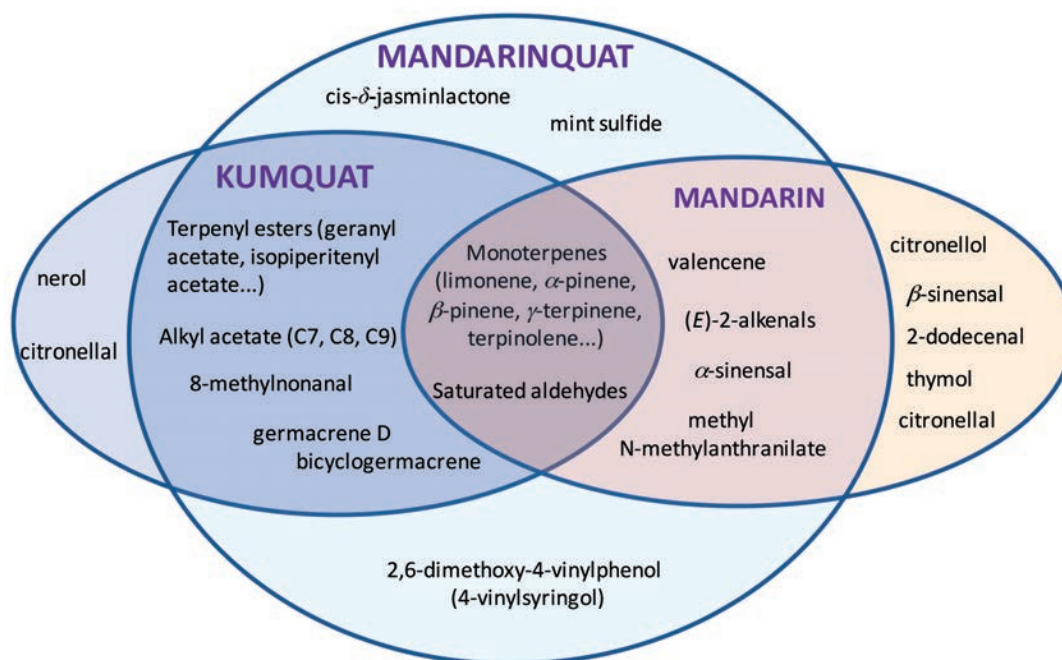 MANDARINQUAT
cis-δ-jasminlactone
mint sulfide
KUMQUAT
MANDARIN
nerol
citronellal
Terpenyl esters (geranyl
acetate, isopiperitenyl
acetate...)
Alkyl acetate (C7, C8, C9)
8-methylnonanal
germacrene D
bicyclogermacrene
Monoterpenes
(limonene, α-pinene,
β-pinene, γ-terpinene,
terpinolene...)
Saturated aldehydes
valencene
(E)-2-alkenals
α-sinensal
methyl
N-methylanthranilate
citronellol
β-sinensal
2-dodecenal
thymol
citronellal
2,6-dimethoxy-4-vinylphenol
(4-vinylsyringol)